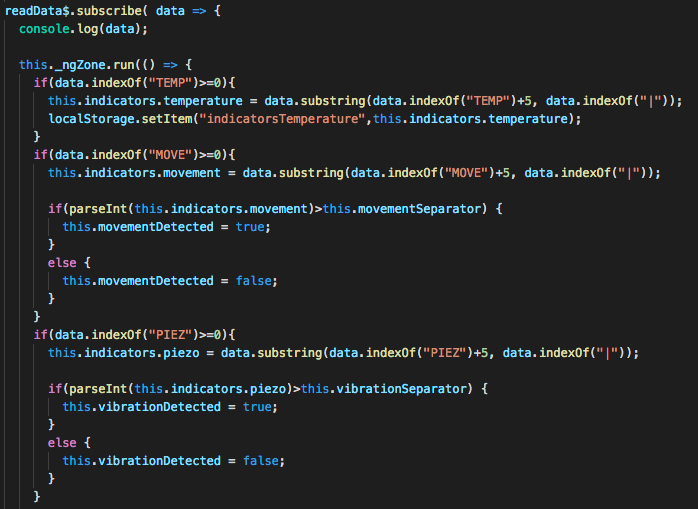 readData$.subscribe( data => {
  console.log(data);

  this._ngZone.run(() => {
    if(data.indexOf("TEMP")>=0){
      this.indicators.temperature = data.substring(data.indexOf("TEMP")+5, data.indexOf("|"));
      localStorage.setItem("indicatorsTemperature",this.indicators.temperature);
    }
    if(data.indexOf("MOVE")>=0){
      this.indicators.movement = data.substring(data.indexOf("MOVE")+5, data.indexOf("|"));

      if(parseInt(this.indicators.movement)>this.movementSeparator) {
        this.movementDetected = true;
      }
      else {
        this.movementDetected = false;
      }
    }
    if(data.indexOf("PIEZ")>=0){
      this.indicators.piezo = data.substring(data.indexOf("PIEZ")+5, data.indexOf("|"));

      if(parseInt(this.indicators.piezo)>this.vibrationSeparator) {
        this.vibrationDetected = true;
      }
      else {
        this.vibrationDetected = false;
      }
    }